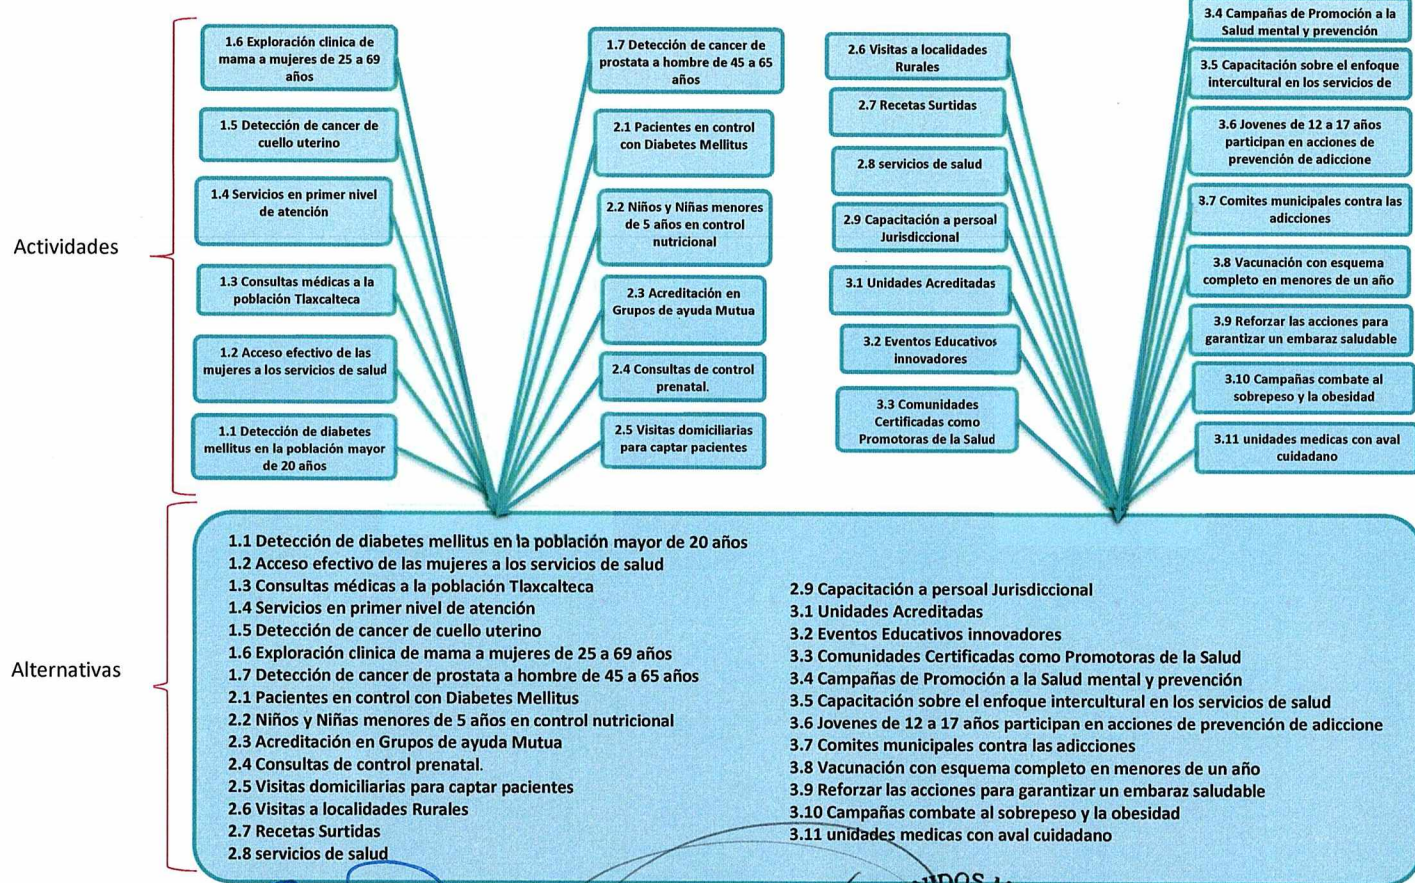 Actividades
1.6 Exploración clinica de
mama a mujeres de 25 a 69
años
1.5 Detección de cancer de
cuello uterino
1.4 Servicios en primer nivel
de atención
1.3 Consultas médicas a la
población Tlaxcalteca
1.2 Acceso efectivo de las
mujeres a los servicios de salud
1.1 Detección de diabetes
mellitus en la población mayor
de 20 años
1.7 Detección de cancer de
prostata a hombre de 45 a 65
años
2.1 Pacientes en control
con Diabetes Mellitus
2.2 Niños y Niñas menores
de 5 años en control
nutricional
2.3 Acreditación en
Grupos de ayuda Mutua
2.4 Consultas de control
prenatal.
2.5 Visitas domiciliarias
para captar pacientes
2.6 Visitas a localidades
Rurales
2.7 Recetas Surtidas
2.8 servicios de salud
2.9 Capacitación a persoal
Jurisdiccional
3.1 Unidades Acreditadas
3.2 Eventos Educativos
innovadores
3.3 Comunidades
Certificadas como
Promotoras de la Salud
3.4 Campañas de Promoción a la
Salud mental y prevención
3.5 Capacitación sobre el enfoque
intercultural en los servicios de
3.6 Jovenes de 12 a 17 años
participan en acciones de
prevención de adiccione
3.7 Comites municipales contra las
adicciones
3.8 Vacunación con esquema
completo en menores de un año
3.9 Reforzar las acciones para
garantizar un embaraz saludable
3.10 Campañas combate al
sobrepeso y la obesidad
3.11 unidades medicas con aval
cuidadano
Alternativas
1.1 Detección de diabetes mellitus en la población mayor de 20 años
1.2 Acceso efectivo de las mujeres a los servicios de salud
1.3 Consultas médicas a la población Tlaxcalteca
1.4 Servicios en primer nivel de atención
1.5 Detección de cancer de cuello uterino
1.6 Exploración clinica de mama a mujeres de 25 a 69 años
1.7 Detección de cancer de prostata a hombre de 45 a 65 años
2.1 Pacientes en control con Diabetes Mellitus
2.2 Niños y Niñas menores de 5 años en control nutricional
2.3 Acreditación en Grupos de ayuda Mutua
2.4 Consultas de control prenatal.
2.5 Visitas domiciliarias para captar pacientes
2.6 Visitas a localidades Rurales
2.7 Recetas Surtidas
2.8 servicios de salud
2.9 Capacitación a persoal Jurisdiccional
3.1 Unidades Acreditadas
3.2 Eventos Educativos innovadores
3.3 Comunidades Certificadas como Promotoras de la Salud
3.4 Campañas de Promoción a la Salud mental y prevención
3.5 Capacitación sobre el enfoque intercultural en los servicios de salud
3.6 Jovenes de 12 a 17 años participan en acciones de prevención de adiccione
3.7 Comites municipales contra las adicciones
3.8 Vacunación con esquema completo en menores de un año
3.9 Reforzar las acciones para garantizar un embaraz saludable
3.10 Campañas combate al sobrepeso y la obesidad
3.11 unidades medicas con aval cuidadano